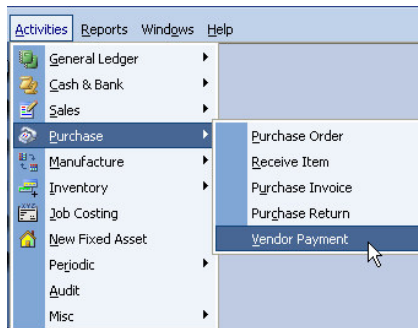 Activities Reports Windows Help
General Ledger
Cash & Bank
Sales
Purchase
Purchase Order
Manufacture
Receive Item
Inventory
Purchase Invoice
Job Costing
Purchase Return
New Fixed Asset
Vendor Payment
Periodic
Audit
Misc